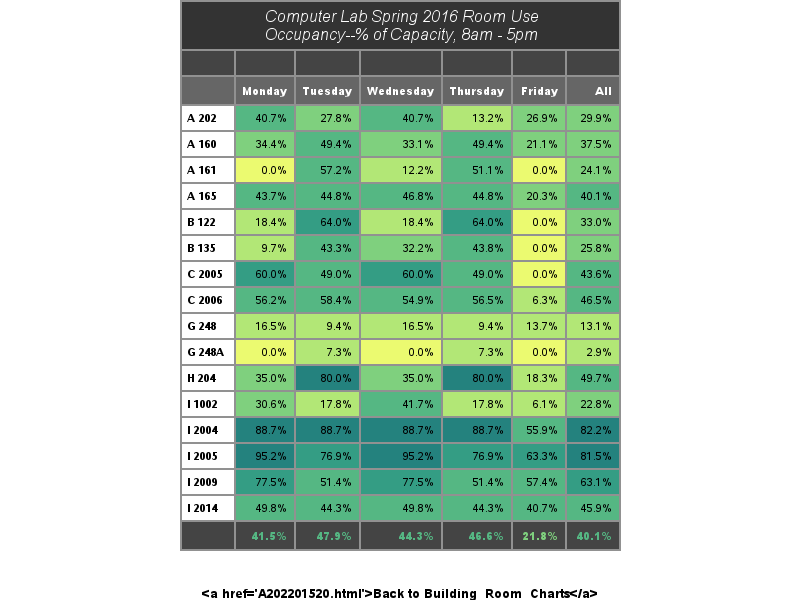 Computer Lab Spring 2016 Room Use
Occupancy--% of Capacity, 8am - 5pm
Monday Tuesday Wednesday Thursday Friday All
A 202 40.7% 27.8% 40.7% 13.2% 26.9% 29.9%
A 160 34.4% 49.4% 33.1% 49.4% 21.1% 37.5%
A 161 0.0% 57.2% 12.2% 51.1% 0.0% 24.1%
A 165 43.7% 44.8% 46.8% 44.8% 20.3% 40.1%
B 122 18.4% 64.0% 18.4% 64.0% 0.0% 33.0%
B 135 9.7% 43.3% 32.2% 43.8% 0.0% 25.8%
C 2005 60.0% 49.0% 60.0% 49.0% 0.0% 43.6%
C 2006 56.2% 58.4% 54.9% 56.5% 6.3% 46.5%
G 248 16.5% 9.4% 16.5% 9.4% 13.7% 13.1%
G 248A 0.0% 7.3% 0.0% 7.3% 0.0% 2.9%
H 204 35.0% 80.0% 35.0% 80.0% 18.3% 49.7%
I 1002 30.6% 17.8% 41.7% 17.8% 6.1% 22.8%
I 2004 88.7% 88.7% 88.7% 88.7% 55.9% 82.2%
I 2005 95.2% 76.9% 95.2% 76.9% 63.3% 81.5%
I 2009 77.5% 51.4% 77.5% 51.4% 57.4% 63.1%
I 2014 49.8% 44.3% 49.8% 44.3% 40.7% 45.9%
41.5% 47.9% 44.3% 46.6% 21.8% 40.1%
<a href='A202201520.html'>Back to Building_Room_Charts</a>